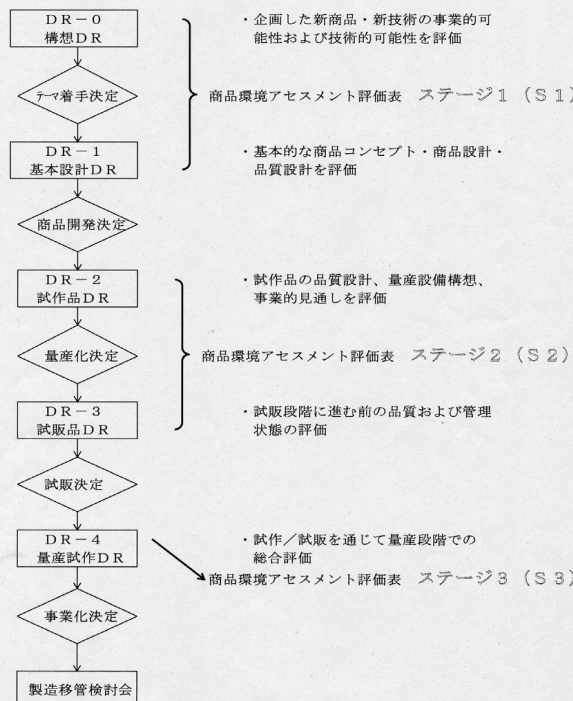 DR－0
構想DR
・企画した新商品・新技術の事業的可
能性および技術的可能性を評価
テーマ着手決定
商品環境アセスメント評価表　ステージ1（S1）
DR－1
基本設計DR
・基本的な商品コンセプト・商品設計・
品質設計を評価
商品開発決定
DR－2
試作品DR
・試作品の品質設計、量産設備構想、
事業的見通しを評価
量産化決定
商品環境アセスメント評価表　ステージ2（S2）
DR－3
試販品DR
・試販段階に進む前の品質および管理
状態の評価
試販決定
DR－4
量産試作DR
・試作／試販を通じて量産段階での
総合評価
商品環境アセスメント評価表　ステージ3（S3）
事業化決定
製造移管検討会